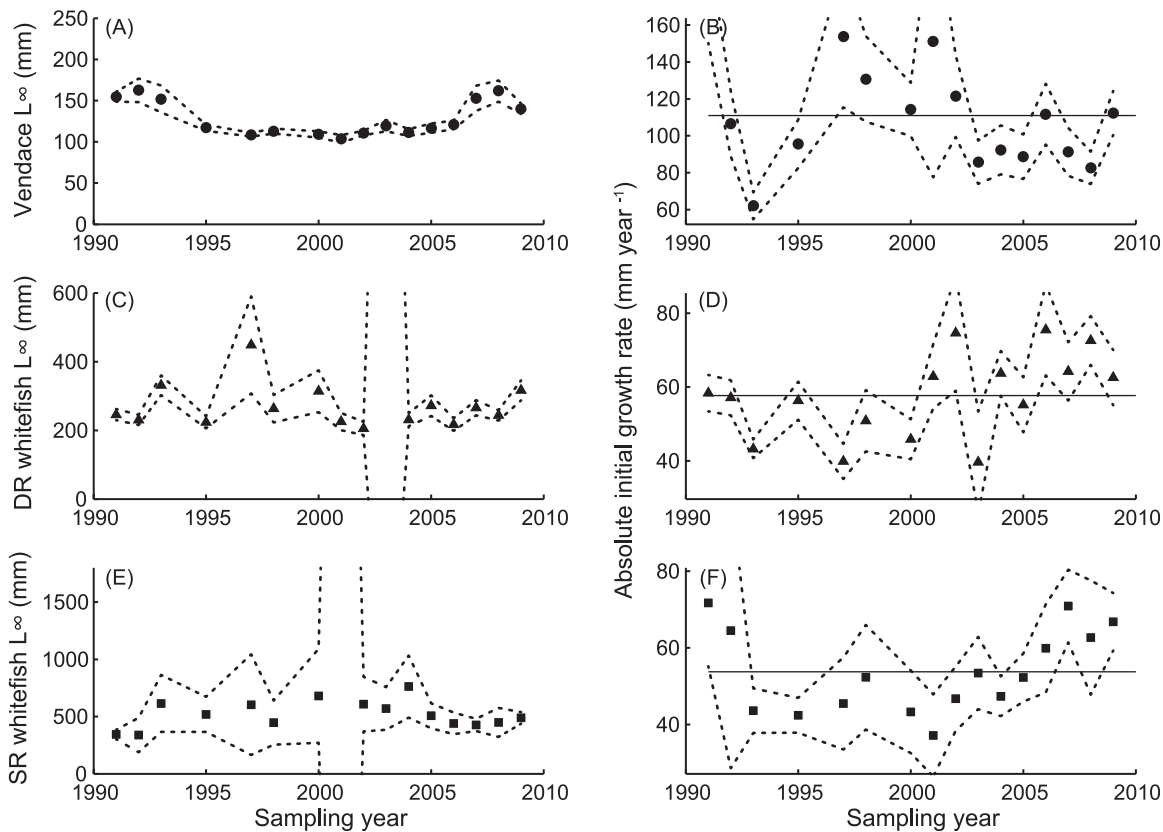 (A)
Vendace L∞ (mm)
250
200
150
100
50
0
1990 1995 2000 2005 2010
(B)
160
140
120
100
80
60
1990 1995 2000 2005 2010
(C)
DR whitefish L∞ (mm)
600
400
200
0
1990 1995 2000 2005 2010
(D)
80
60
40
1990 1995 2000 2005 2010
Absolute initial growth rate (mm year -1)
(E)
SR whitefish L∞ (mm)
1500
1000
500
0
1990 1995 2000 2005 2010
Sampling year
(F)
80
60
40
1990 1995 2000 2005 2010
Sampling year